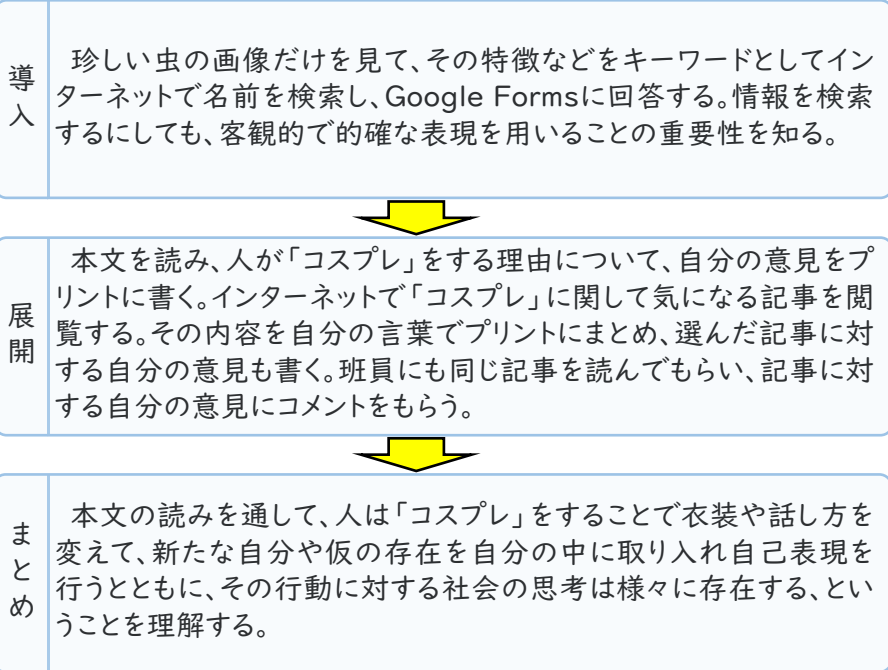 導入
珍しい虫の画像だけを見て、その特徴などをキーワードとしてイン
ターネットで名前を検索し、Google Formsに回答する。情報を検索
するにしても、客観的で的確な表現を用いることの重要性を知る。
展開
本文を読み、人が「コスプレ」をする理由について、自分の意見をプ
リントに書く。インターネットで「コスプレ」に関して気になる記事を閲
覧する。その内容を自分の言葉でプリントにまとめ、選んだ記事に対
する自分の意見も書く。班員にも同じ記事を読んでもらい、記事に対
する自分の意見にコメントをもらう。
まとめ
本文の読みを通して、人は「コスプレ」をすることで衣装や話し方を
変えて、新たな自分や仮の存在を自分の中に取り入れ自己表現を
行うとともに、その行動に対する社会の思考は様々に存在する、とい
うことを理解する。